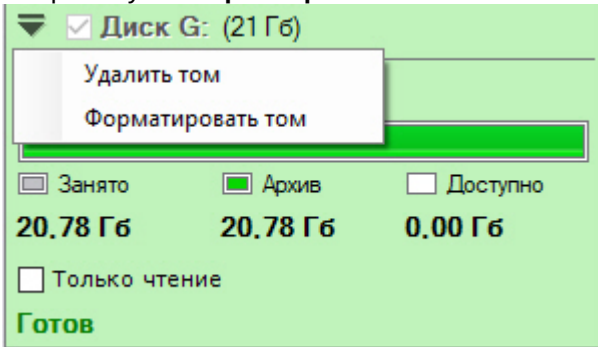 Диск G: (21 Гб)
Удалить том
Форматировать том
Занято Архив Доступно
20.78 Гб 20.78 Гб 0.00 Гб
Только чтение
Готов